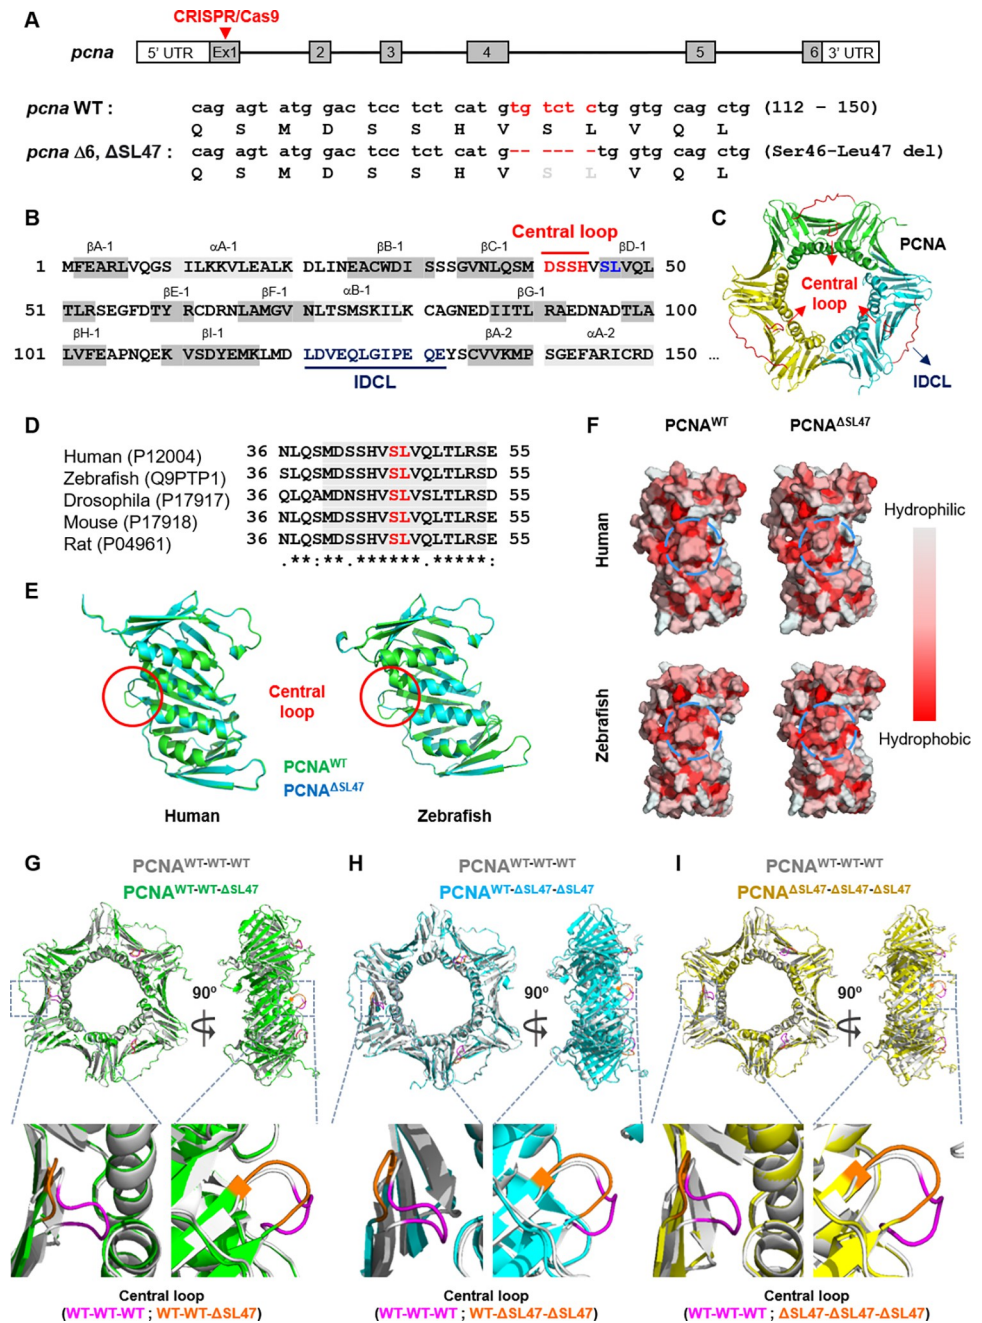 A
CRISPR/Cas9
pcna 5' UTR Ex1 2 3 4 5 6 3' UTR
pcna WT : cag agt atg gac tcc tct cat gtg tct ctg gtg cag ctg (112 – 150)
Q S M D S S H V S L V Q L
pcna Δ6, ΔSL47 : cag agt atg gac tcc tct cat g-- --- -tg gtg cag ctg (Ser46-Leu47 del)
Q S M D S S H V S L V Q L
B
Central loop
βA-1 αA-1 βB-1 βC-1 βD-1
1 MFEARLVQGS ILKKVLEALK DLINEACWDI SSSGVNLQSM DSSHVSLVQL 50
βE-1 βF-1 αB-1 βG-1
51 TLRSEGFDTY RCDRNLAMGV NLTSMSKILK CAGNEDIITL RAEDNADTLA 100
βH-1 βI-1 βA-2 αA-2
101 LVFEAPNQEK VSDYEMKLMD LDVEQLGIPE QEYSCVVKMP SGEFARICRD 150 ...
IDCL
C
PCNA
Central
loop
IDCL
D
Human (P12004) 36 NLQSMDSSHVSLVQLTLRSE 55
Zebrafish (Q9PTP1) 36 NLQSMDSSHVSLVQLTLRSD 55
Drosophila (P17917) 36 QLQAMDNSHVSLVSLTLRSD 55
Mouse (P17918) 36 NLQSMDSSHVSLVQLTLRSE 55
Rat (P04961) 36 NLQSMDSSHVSLVQLTLRSE 55
.**:**.******.*****:
E
Central
loop
PCNAWT
PCNAΔSL47
Human Zebrafish
F
PCNAWT PCNAΔSL47
Human
Zebrafish
Hydrophilic
Hydrophobic
G
PCNAWT-WT-WT
PCNAWT-WT-ΔSL47
90º
Central loop
(WT-WT-WT ; WT-WT-ΔSL47)
H
PCNAWT-WT-WT
PCNAWT-ΔSL47-ΔSL47
90º
Central loop
(WT-WT-WT ; WT-ΔSL47-ΔSL47)
I
PCNAWT-WT-WT
PCNAΔSL47-ΔSL47-ΔSL47
90º
Central loop
(WT-WT-WT ; ΔSL47-ΔSL47-ΔSL47)